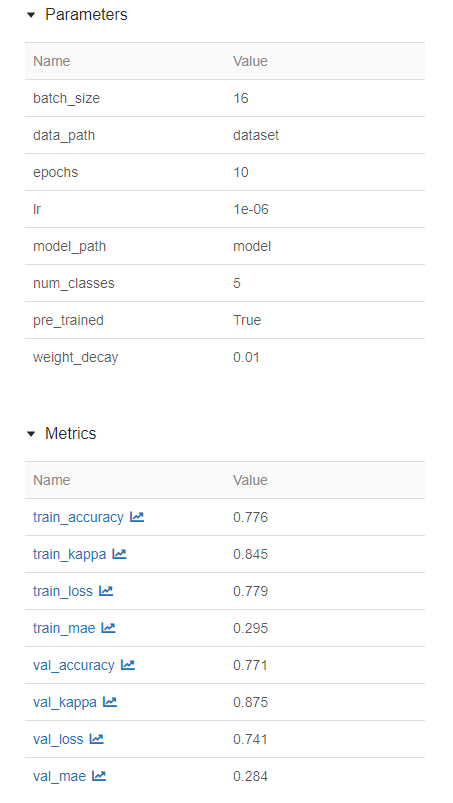 Parameters
Name Value
batch_size 16
data_path dataset
epochs 10
lr 1e-06
model_path model
num_classes 5
pre_trained True
weight_decay 0.01
Metrics
Name Value
train_accuracy 0.776
train_kappa 0.845
train_loss 0.779
train_mae 0.295
val_accuracy 0.771
val_kappa 0.875
val_loss 0.741
val_mae 0.284